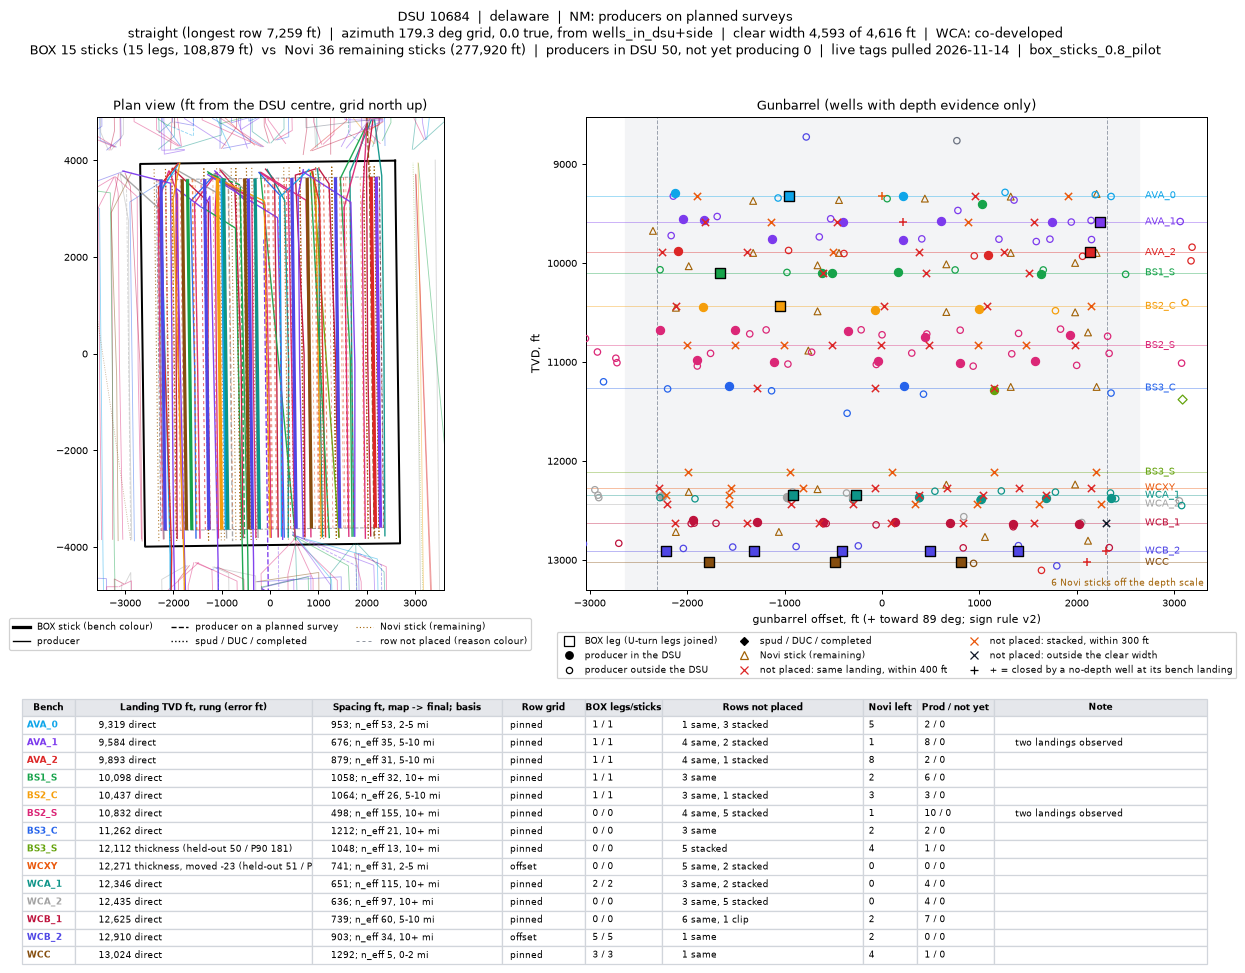 DSU 10684 | delaware | NM: producers on planned surveys
straight (longest row 7,259 ft) | azimuth 179.3 deg grid, 0.0 true, from wells_in_dsu+side | clear width 4,593 of 4,616 ft | WCA: co-developed
BOX 15 sticks (15 legs, 108,879 ft) vs Novi 36 remaining sticks (277,920 ft) | producers in DSU 50, not yet producing 0 | live tags pulled 2026-11-14 | box_sticks_0.8_pilot
Plan view (ft from the DSU centre, grid north up)
4000
2000
0
−2000
−4000
−3000 −2000 −1000 0 1000 2000 3000
BOX stick (bench colour) producer on a planned survey Novi stick (remaining)
producer spud / DUC / completed row not placed (reason colour)
Gunbarrel (wells with depth evidence only)
TVD, ft
9000
10000
11000
12000
13000
AVA_0
AVA_1
AVA_2
BS1_S
BS2_C
BS2_S
BS3_C
BS3_S
WCXY
WCA_1
WCB_1
WCB_2
WCC
6 Novi sticks off the depth scale
−3000 −2000 −1000 0 1000 2000 3000
gunbarrel offset, ft (+ toward 89 deg; sign rule v2)
BOX leg (U-turn legs joined) spud / DUC / completed not placed: stacked, within 300 ft
producer in the DSU Novi stick (remaining) not placed: outside the clear width
producer outside the DSU not placed: same landing, within 400 ft + = closed by a no-depth well at its bench landing
Bench Landing TVD ft, rung (error ft) Spacing ft, map -> final; basis Row grid BOX legs/sticks Rows not placed Novi left Prod / not yet Note
AVA_0 9,319 direct 953; n_eff 53, 2-5 mi pinned 1 / 1 1 same, 3 stacked 5 2 / 0
AVA_1 9,584 direct 676; n_eff 35, 5-10 mi pinned 1 / 1 4 same, 2 stacked 1 8 / 0 two landings observed
AVA_2 9,893 direct 879; n_eff 31, 5-10 mi pinned 1 / 1 4 same, 1 stacked 8 2 / 0
BS1_S 10,098 direct 1058; n_eff 32, 10+ mi pinned 1 / 1 3 same 2 6 / 0
BS2_C 10,437 direct 1064; n_eff 26, 5-10 mi pinned 1 / 1 3 same, 1 stacked 3 3 / 0
BS2_S 10,832 direct 498; n_eff 155, 10+ mi pinned 0 / 0 4 same, 5 stacked 1 10 / 0 two landings observed
BS3_C 11,262 direct 1212; n_eff 21, 10+ mi pinned 0 / 0 3 same 2 2 / 0
BS3_S 12,112 thickness (held-out 50 / P90 181) 1048; n_eff 13, 10+ mi pinned 0 / 0 5 stacked 4 1 / 0
WCXY 12,271 thickness, moved -23 (held-out 51 / P 741; n_eff 31, 2-5 mi offset 0 / 0 5 same, 2 stacked 0 0 / 0
WCA_1 12,346 direct 651; n_eff 115, 10+ mi pinned 2 / 2 3 same, 2 stacked 0 4 / 0
WCA_2 12,435 direct 636; n_eff 97, 10+ mi pinned 0 / 0 3 same, 5 stacked 0 4 / 0
WCB_1 12,625 direct 739; n_eff 60, 5-10 mi pinned 0 / 0 6 same, 1 clip 2 7 / 0
WCB_2 12,910 direct 903; n_eff 34, 10+ mi offset 5 / 5 1 same 2 0 / 0
WCC 13,024 direct 1292; n_eff 5, 0-2 mi pinned 3 / 3 1 same 4 1 / 0